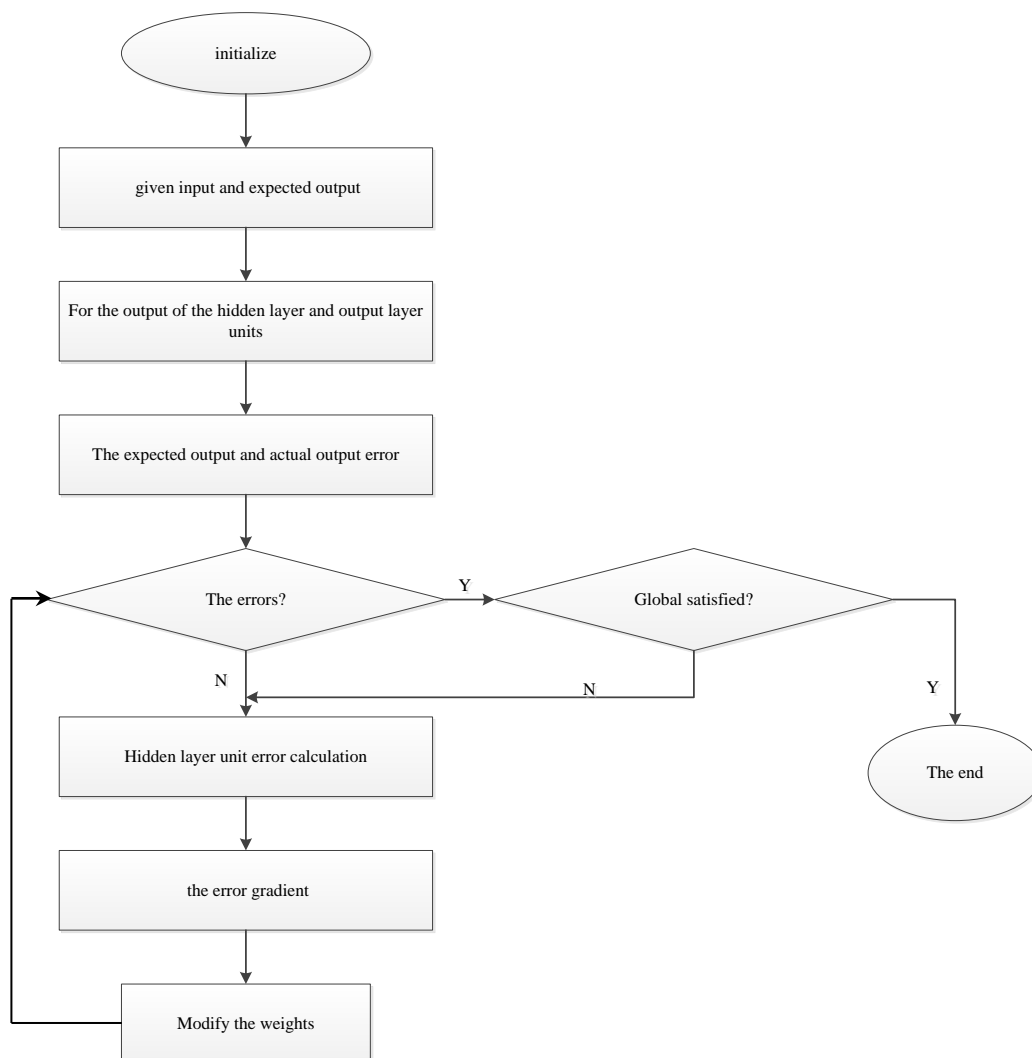 initialize
given input and expected output
For the output of the hidden layer and output layer
units
The expected output and actual output error
The errors?
Y
Global satisfied?
N
N
Y
Hidden layer unit error calculation
The end
the error gradient
Modify the weights